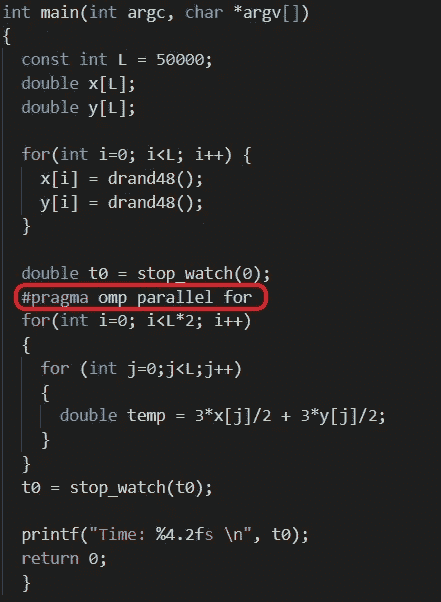 int main(int argc, char *argv[])
{
  const int L = 50000;
  double x[L];
  double y[L];

  for(int i=0; i<L; i++) {
    x[i] = drand48();
    y[i] = drand48();
  }

  double t0 = stop_watch(0);
  #pragma omp parallel for
  for(int i=0; i<L*2; i++)
  {
    for (int j=0;j<L;j++)
    {
      double temp = 3*x[j]/2 + 3*y[j]/2;
    }
  }
  t0 = stop_watch(t0);

  printf("Time: %4.2fs \n", t0);
  return 0;
  }